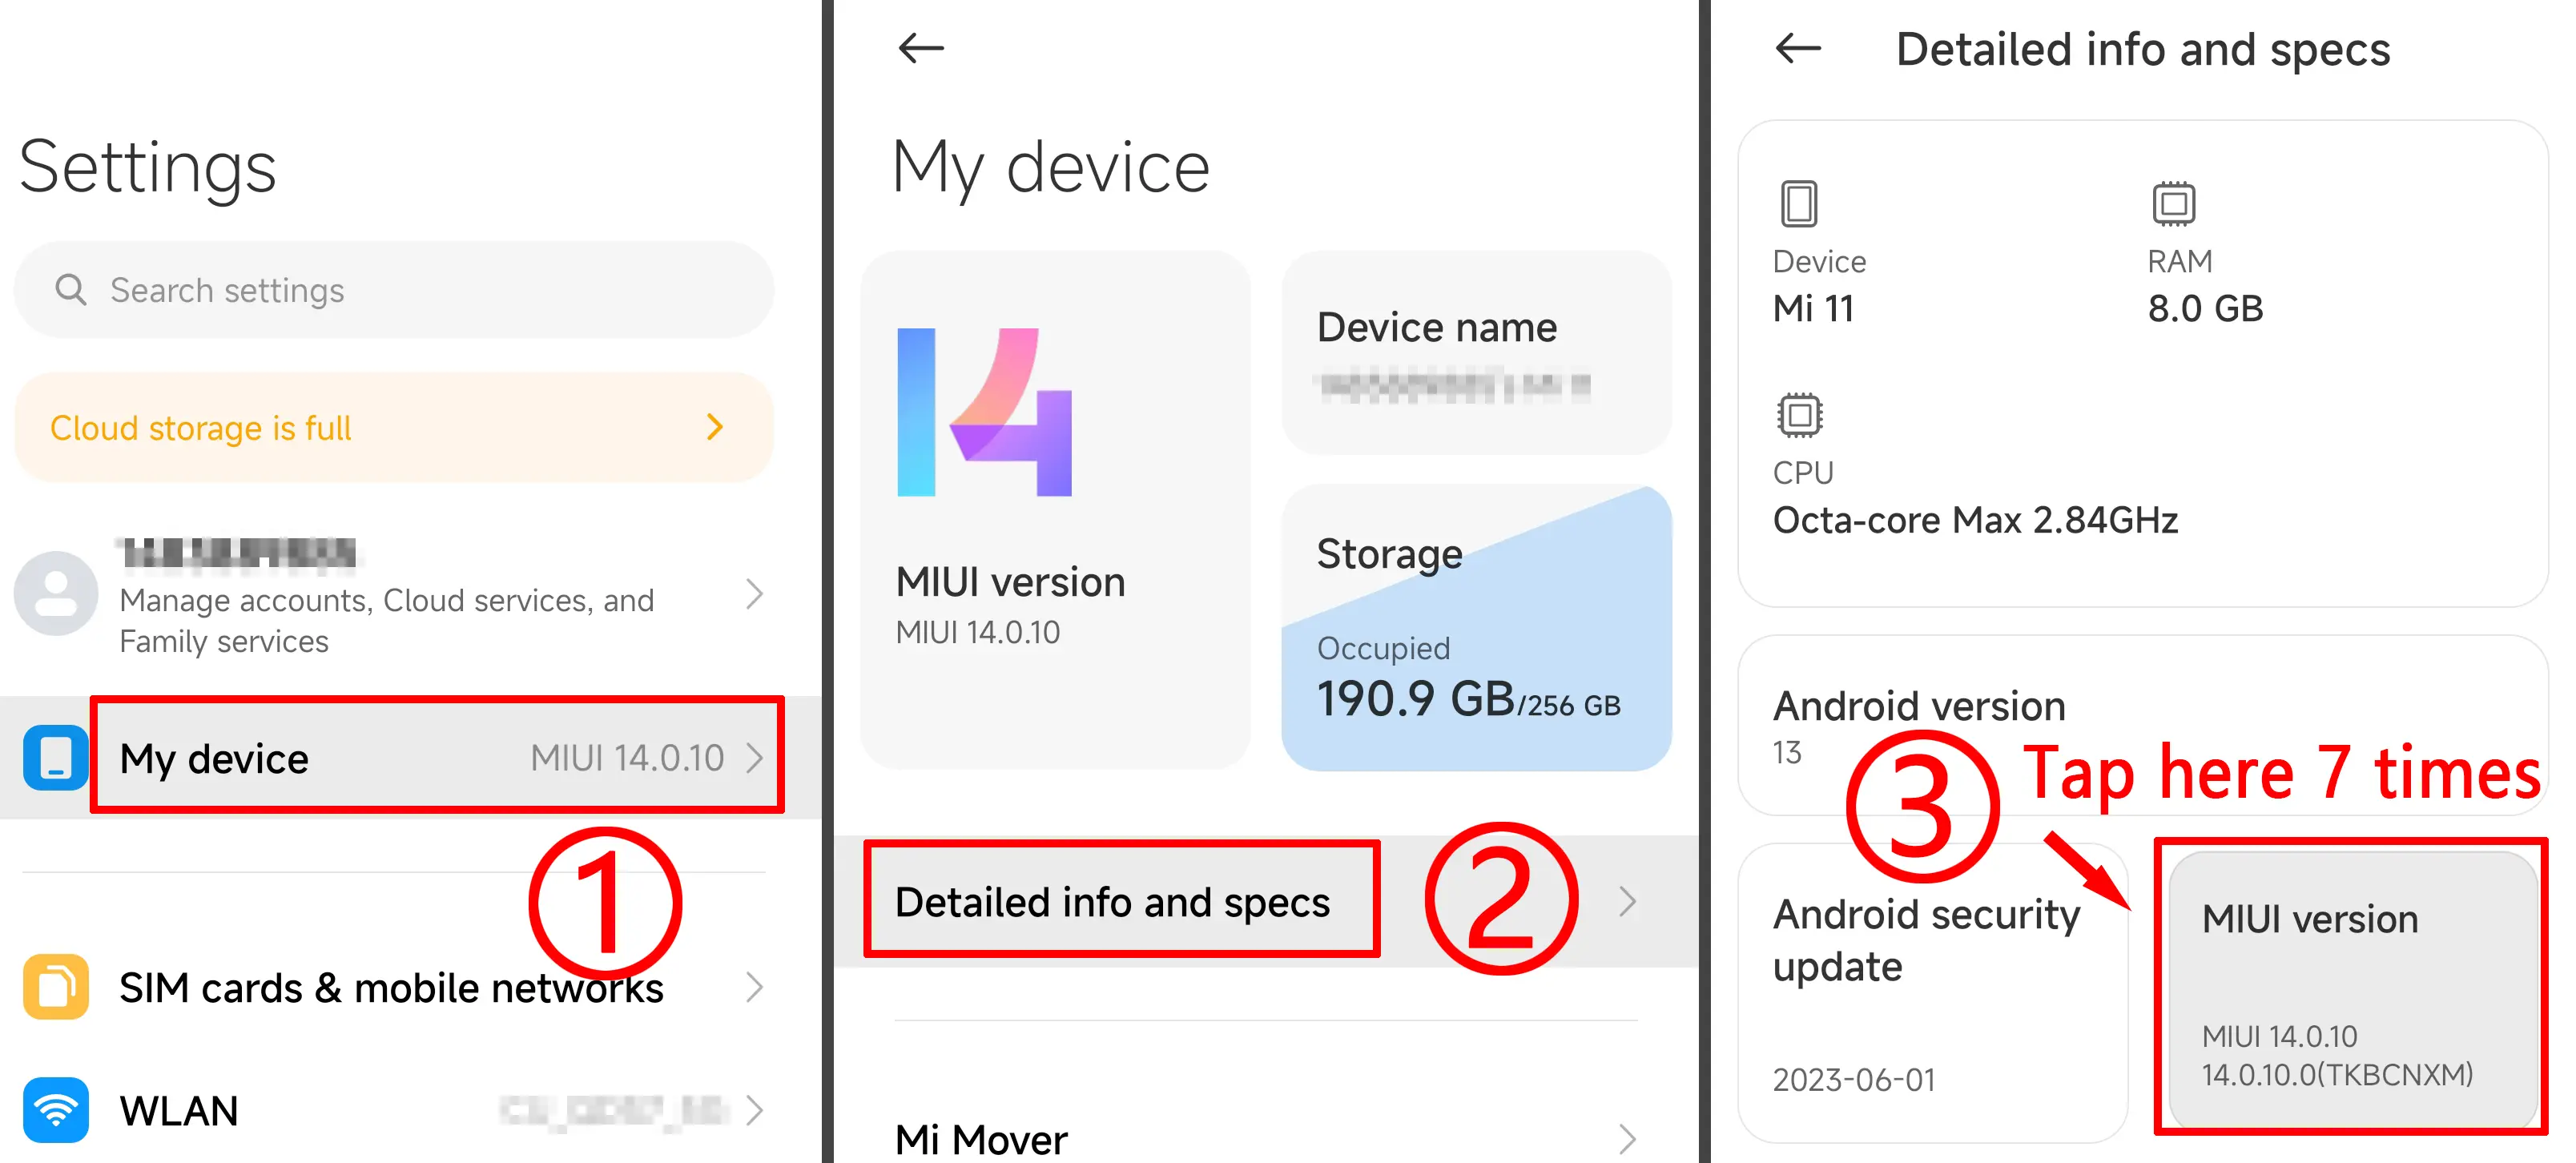 Settings
Search settings
Cloud storage is full
Manage accounts, Cloud services, and
Family services
My device
MIUI 14.0.10
1
SIM cards & mobile networks
WLAN
My device
14
MIUI version
MIUI 14.0.10
Device name
Storage
Occupied
190.9 GB/256 GB
Detailed info and specs
2
Mi Mover
Detailed info and specs
Device
Mi 11
RAM
8.0 GB
CPU
Octa-core Max 2.84GHz
Android version
13
3 Tap here 7 times
Android security
update
2023-06-01
MIUI version
MIUI 14.0.10
14.0.10.0(TKBCNXM)